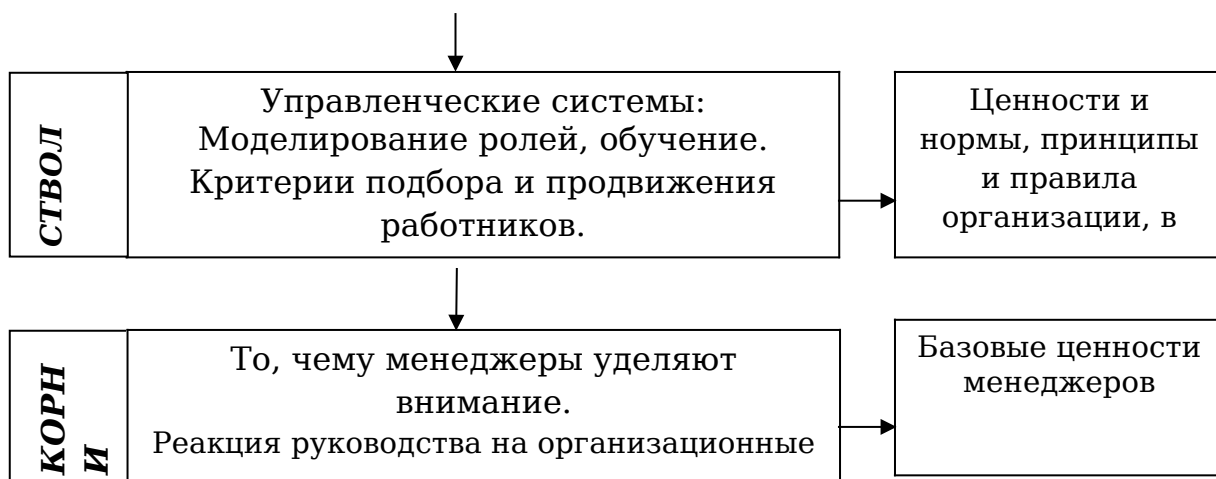 СТВОЛ
Управленческие системы:
Моделирование ролей, обучение.
Критерии подбора и продвижения
работников.
Ценности и
нормы, принципы
и правила
организации, в
КОРН
И
То, чему менеджеры уделяют
внимание.
Реакция руководства на организационные
Базовые ценности
менеджеров